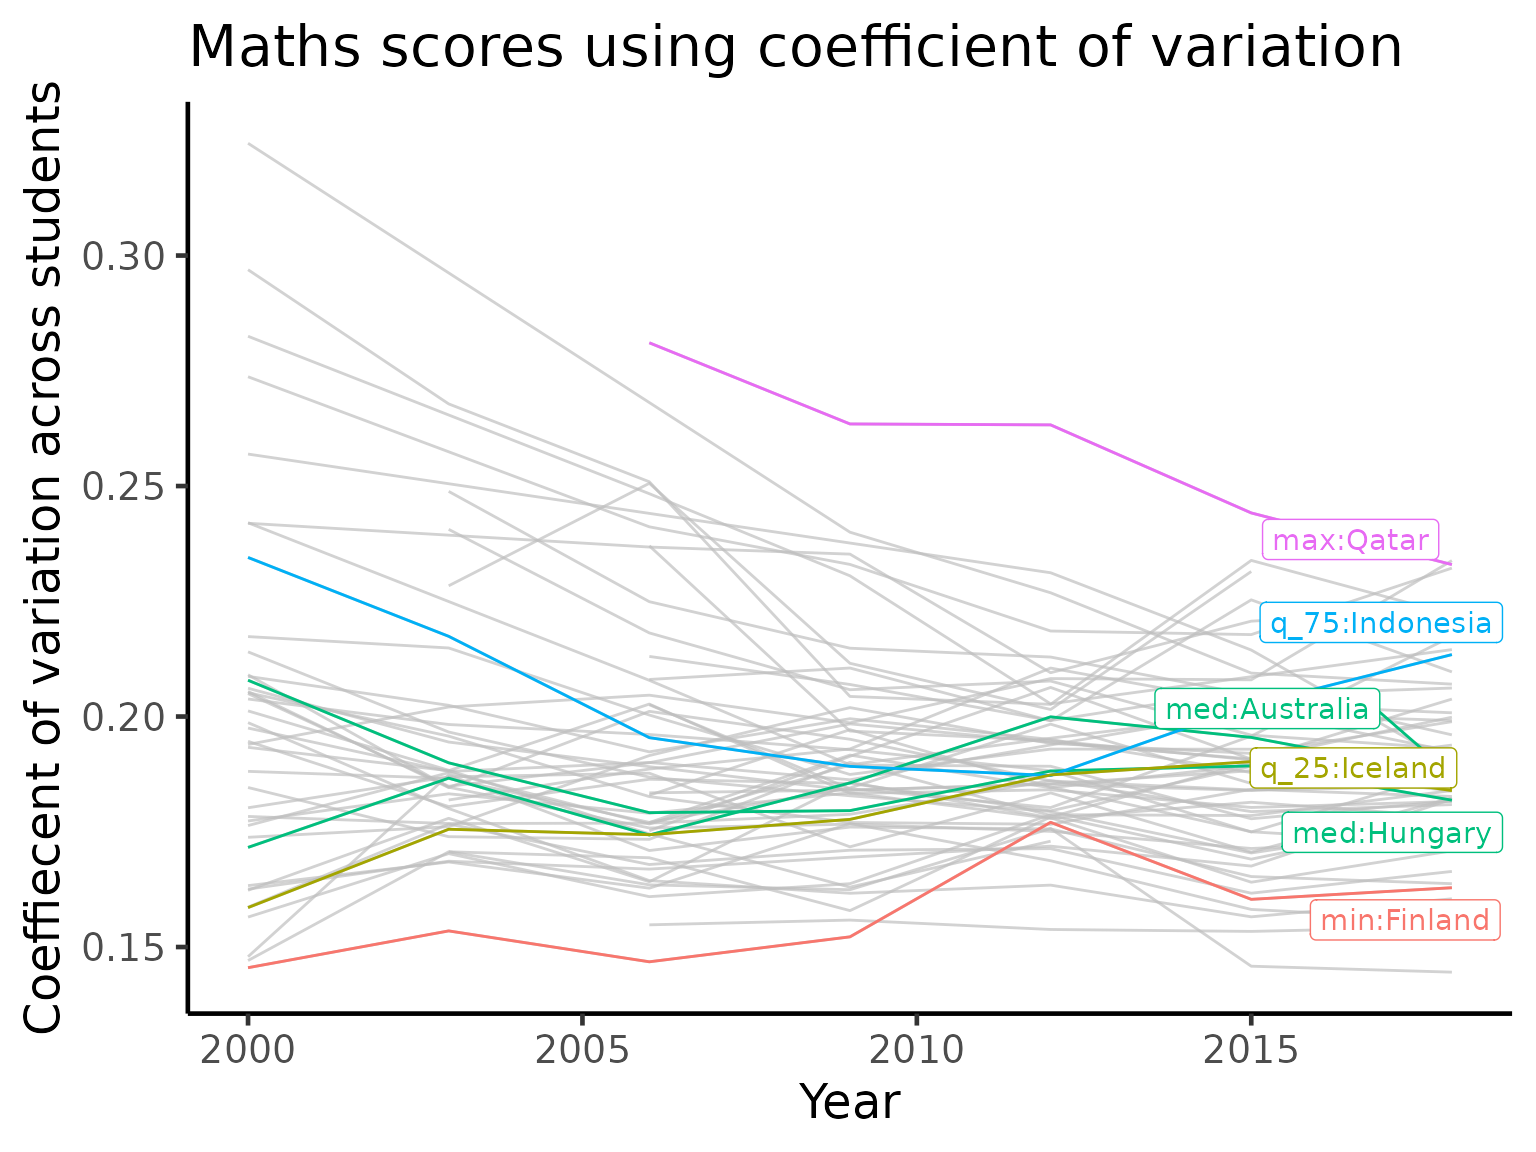 Maths scores using coefficient of variation
Coeffiecent of variation across students
0.30
0.25
0.20
0.15
max:Qatar
q_75:Indonesia
med:Australia
q_25:Iceland
med:Hungary
min:Finland
2000
2005
2010
2015
Year